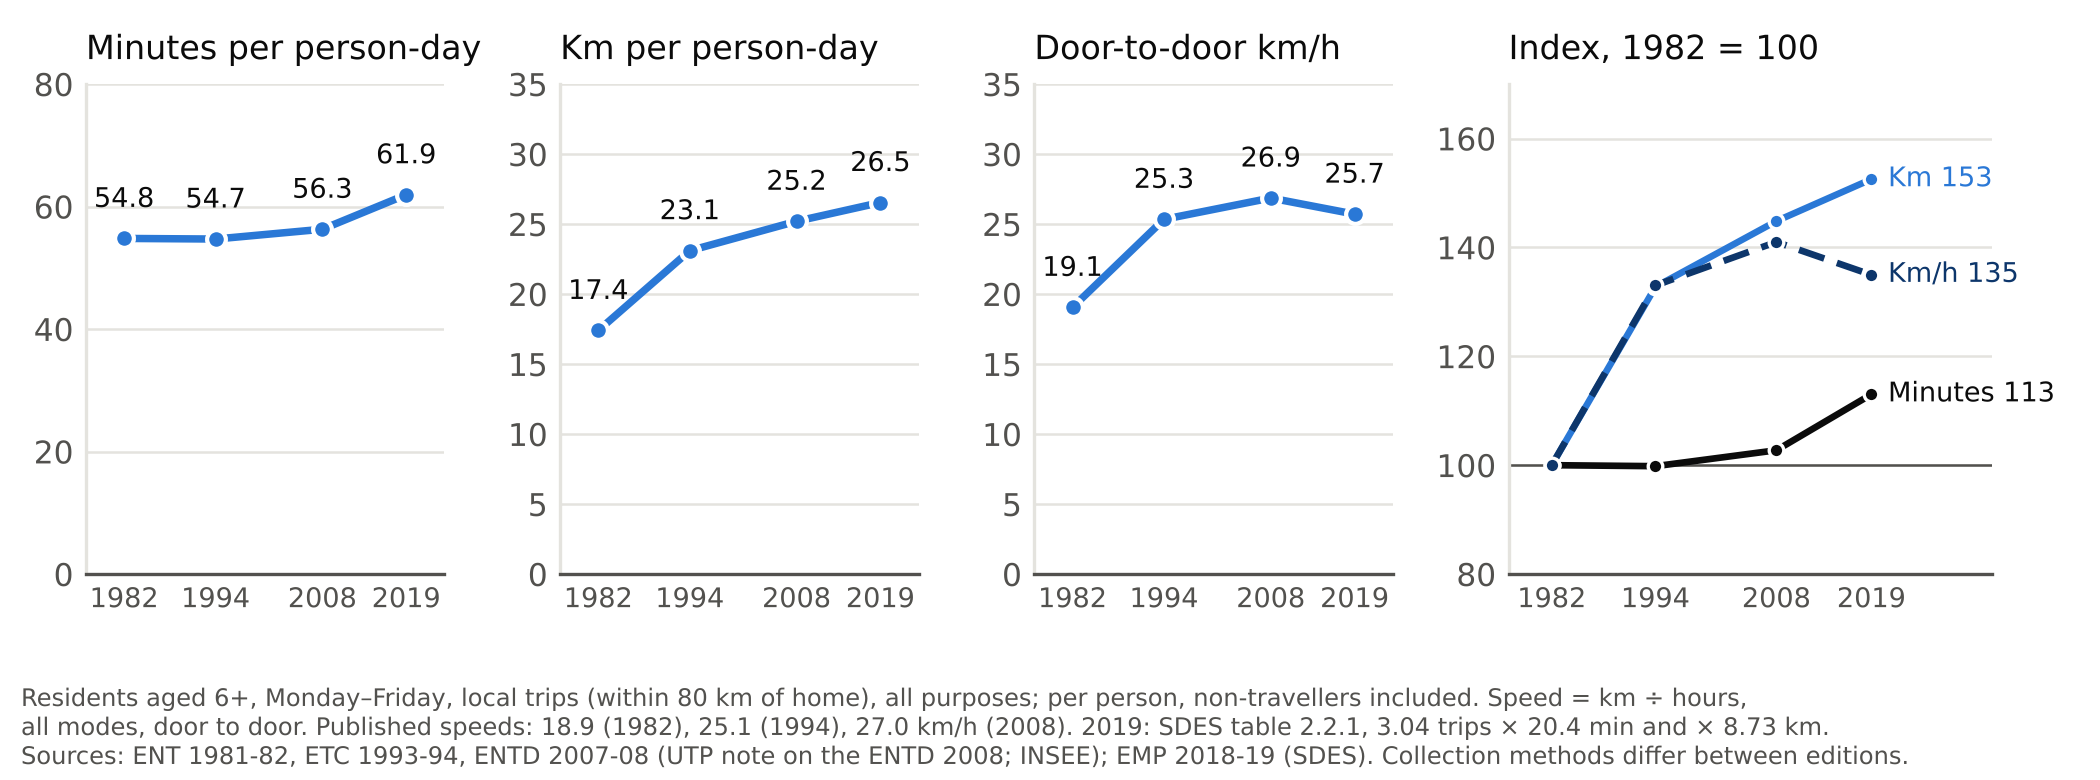 Minutes per person-day
80
60
40
20
0
54.8
54.7
56.3
61.9
1982 1994 2008 2019
Km per person-day
35
30
25
20
15
10
5
0
17.4
23.1
25.2
26.5
1982 1994 2008 2019
Door-to-door km/h
35
30
25
20
15
10
5
0
19.1
25.3
26.9
25.7
1982 1994 2008 2019
Index, 1982 = 100
160
140
120
100
80
Km 153
Km/h 135
Minutes 113
1982 1994 2008 2019
Residents aged 6+, Monday–Friday, local trips (within 80 km of home), all purposes; per person, non-travellers included. Speed = km ÷ hours,
all modes, door to door. Published speeds: 18.9 (1982), 25.1 (1994), 27.0 km/h (2008). 2019: SDES table 2.2.1, 3.04 trips × 20.4 min and × 8.73 km.
Sources: ENT 1981-82, ETC 1993-94, ENTD 2007-08 (UTP note on the ENTD 2008; INSEE); EMP 2018-19 (SDES). Collection methods differ between editions.